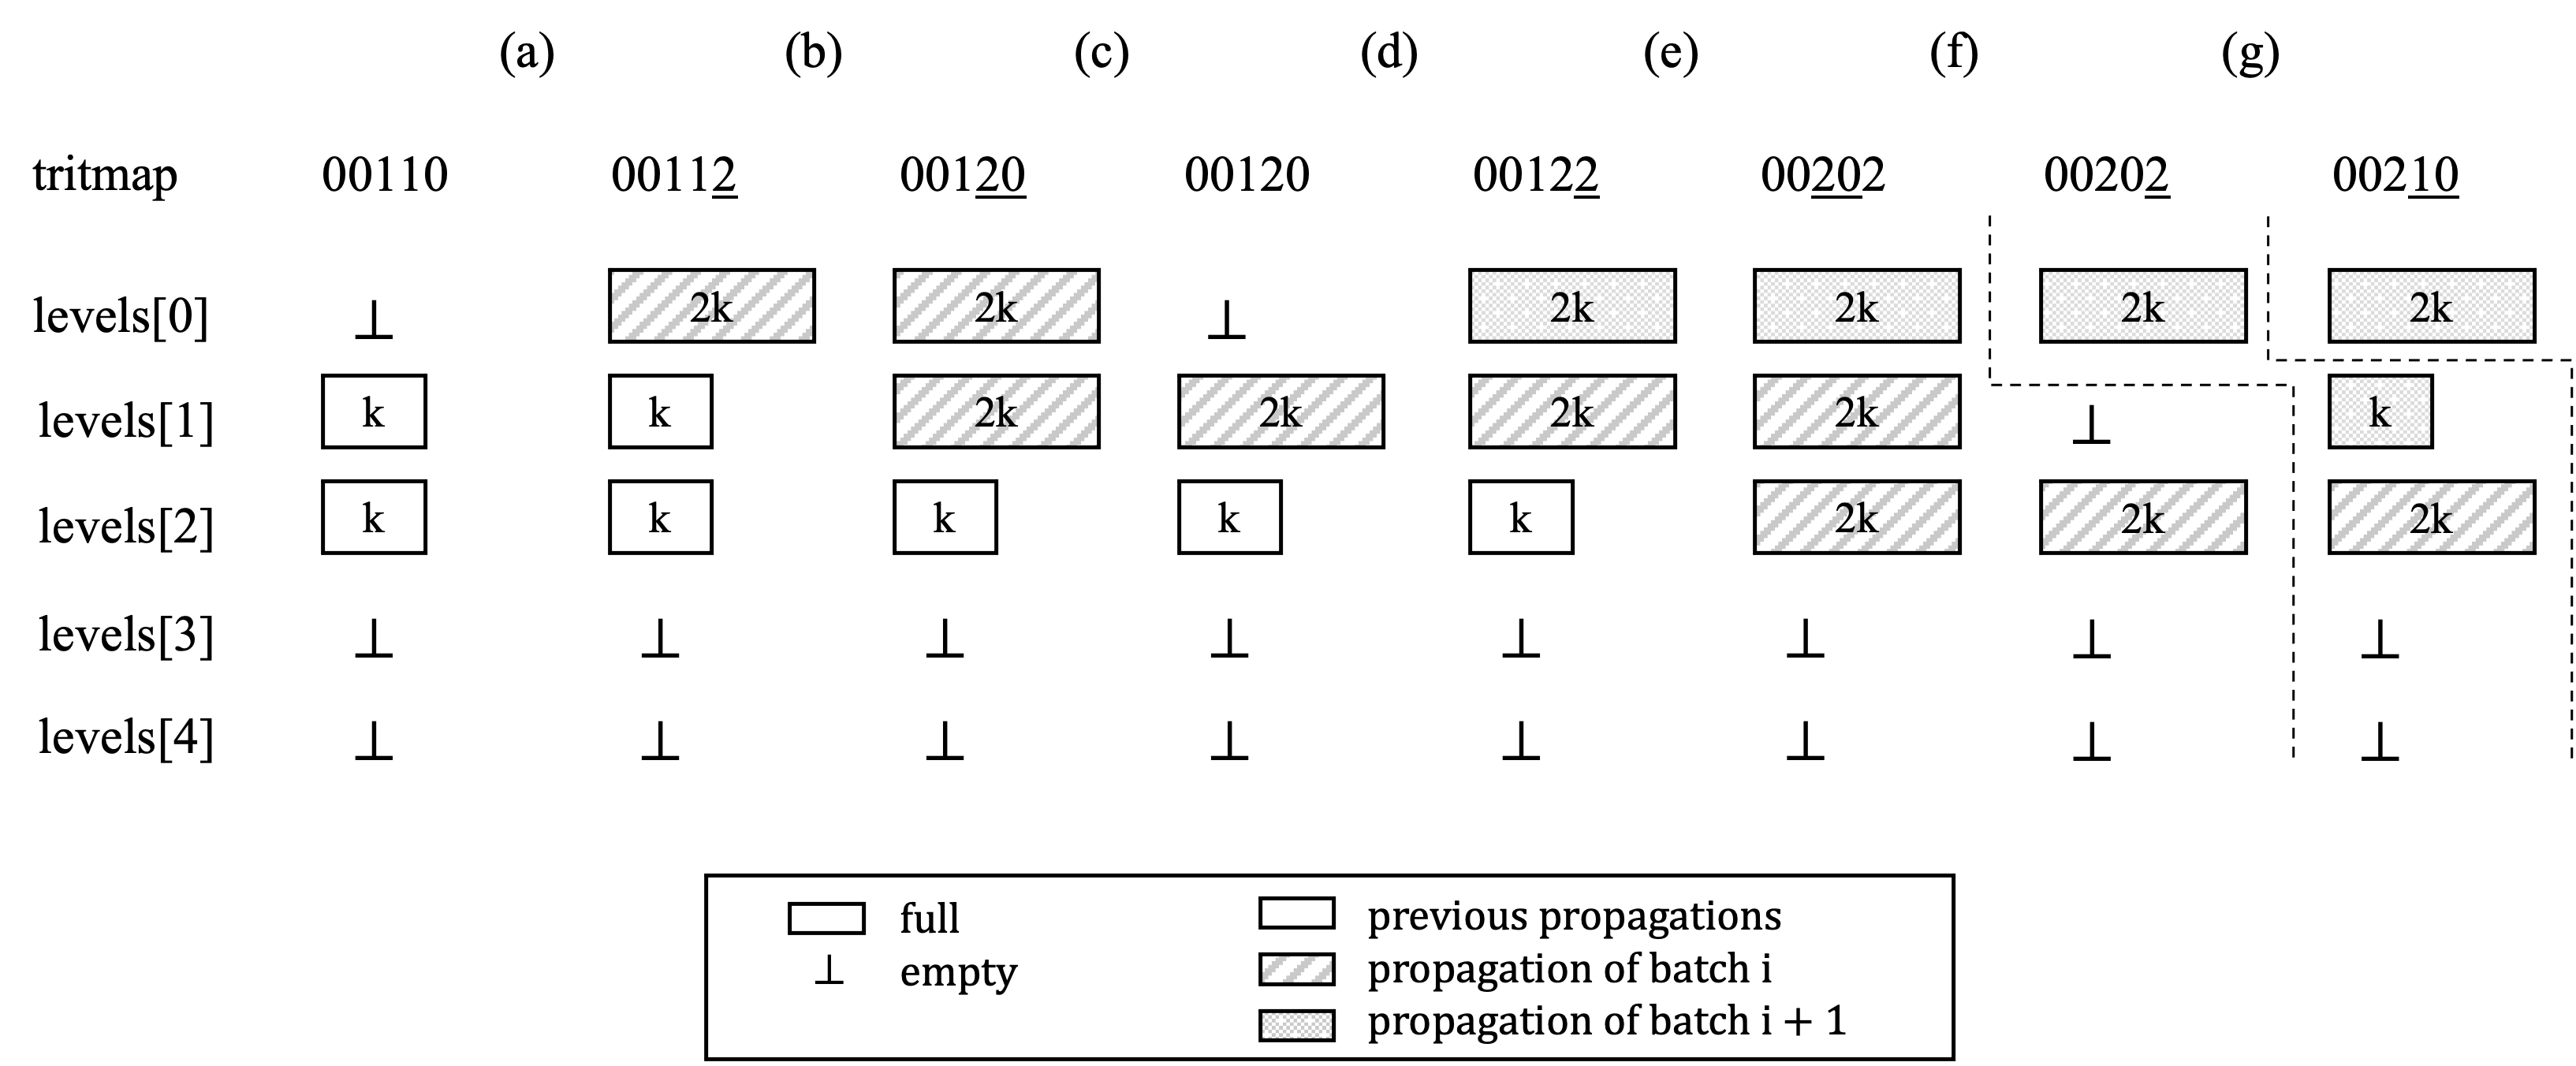 (a) (b) (c) (d) (e) (f) (g)
tritmap 00110 00112 00120 00120 00122 00202 00202 00210
levels[0] ⊥ 2k 2k ⊥ 2k 2k 2k 2k
levels[1] k k 2k 2k 2k 2k ⊥ k
levels[2] k k k k k 2k 2k 2k
levels[3] ⊥ ⊥ ⊥ ⊥ ⊥ ⊥ ⊥ ⊥
levels[4] ⊥ ⊥ ⊥ ⊥ ⊥ ⊥ ⊥ ⊥
full previous propagations
⊥ empty propagation of batch i
propagation of batch i + 1